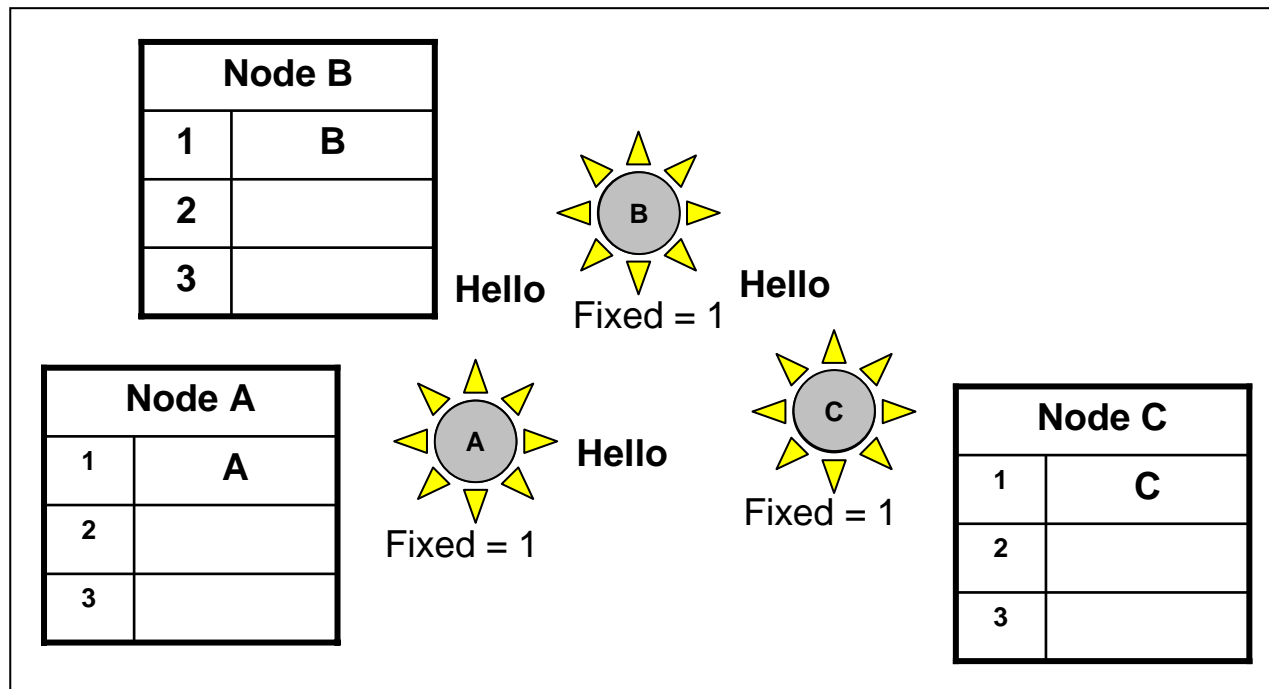 Node B
1 B
2
3
B
Hello
Hello
Fixed = 1
Node A
1 A
2
3
A
Hello
Fixed = 1
C
Fixed = 1
Node C
1 C
2
3